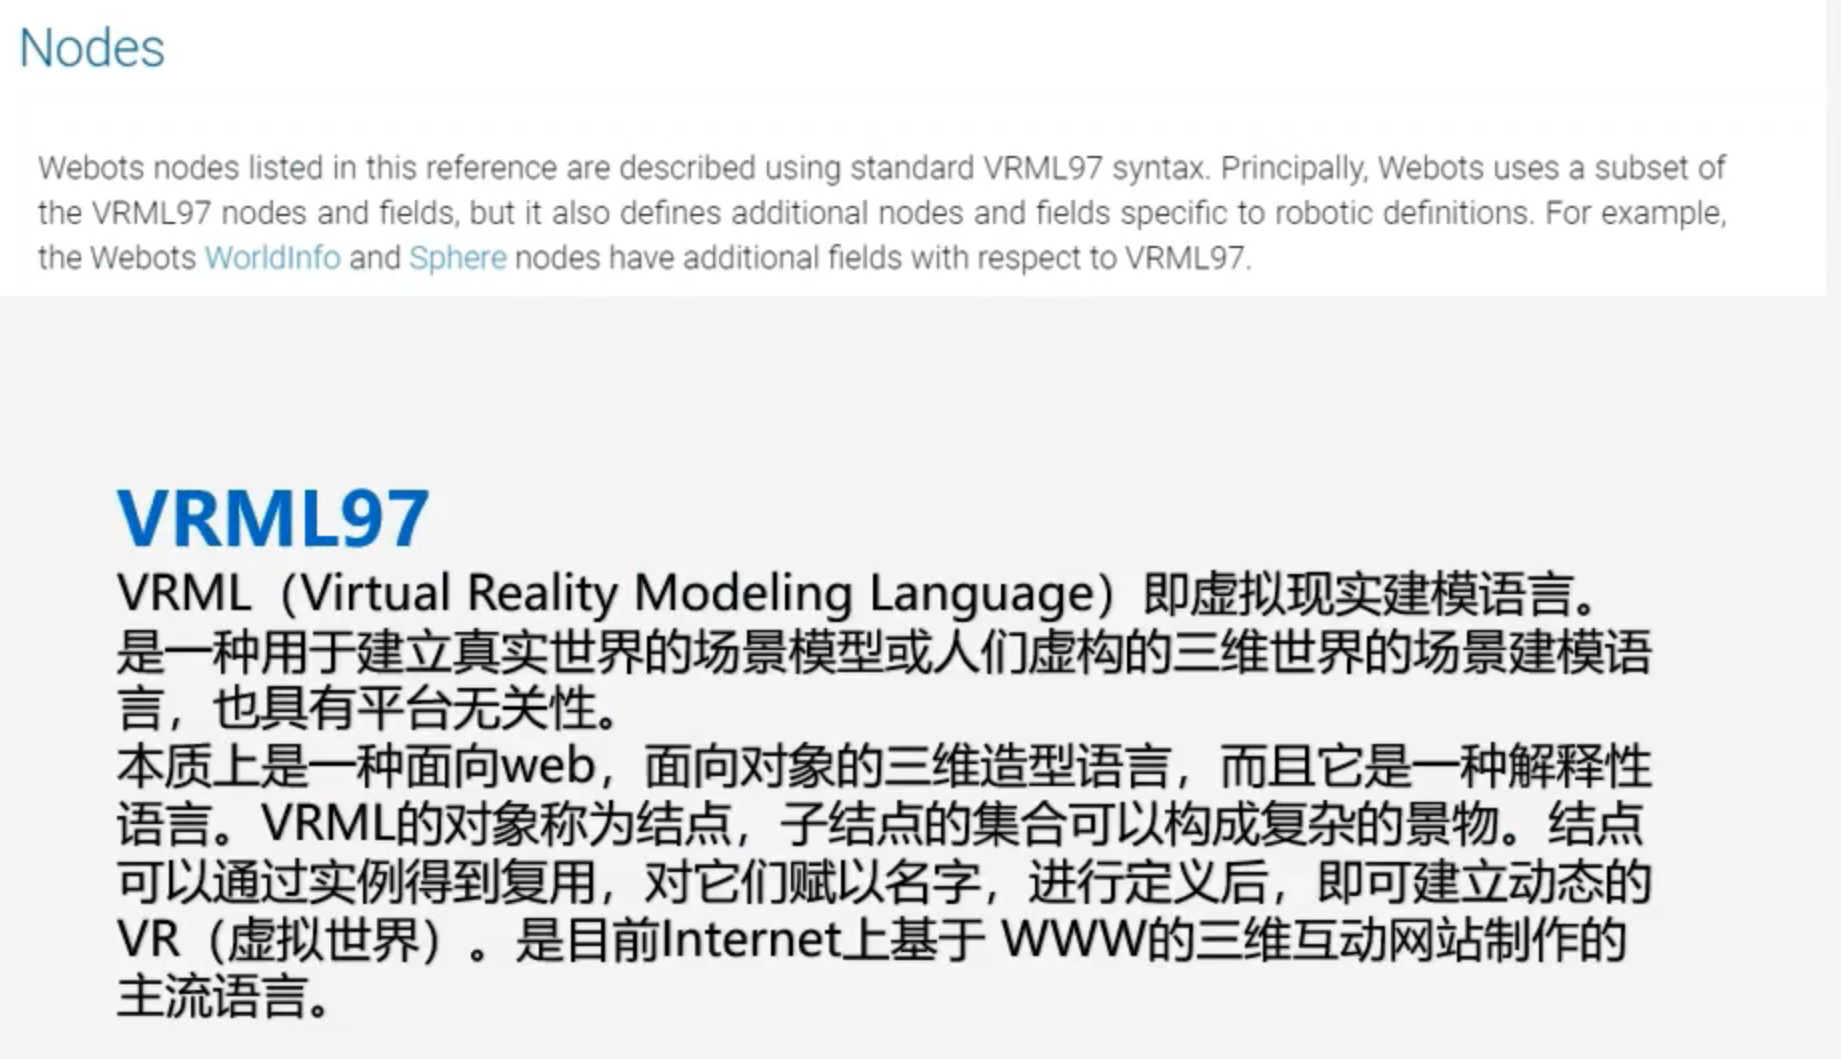 Nodes
Webots nodes listed in this reference are described using standard VRML97 syntax. Principally, Webots uses a subset of
the VRML97 nodes and fields, but it also defines additional nodes and fields specific to robotic definitions. For example,
the Webots WorldInfo and Sphere nodes have additional fields with respect to VRML97.
VRML97
VRML（Virtual Reality Modeling Language）即虚拟现实建模语言。
是一种用于建立真实世界的场景模型或人们虚构的三维世界的场景建模语
言，也具有平台无关性。
本质上是一种面向web，面向对象的三维造型语言，而且它是一种解释性
语言。VRML的对象称为结点，子结点的集合可以构成复杂的景物。结点
可以通过实例得到复用，对它们赋以名字，进行定义后，即可建立动态的
VR（虚拟世界）。是目前Internet上基于 WWW的三维互动网站制作的
主流语言。